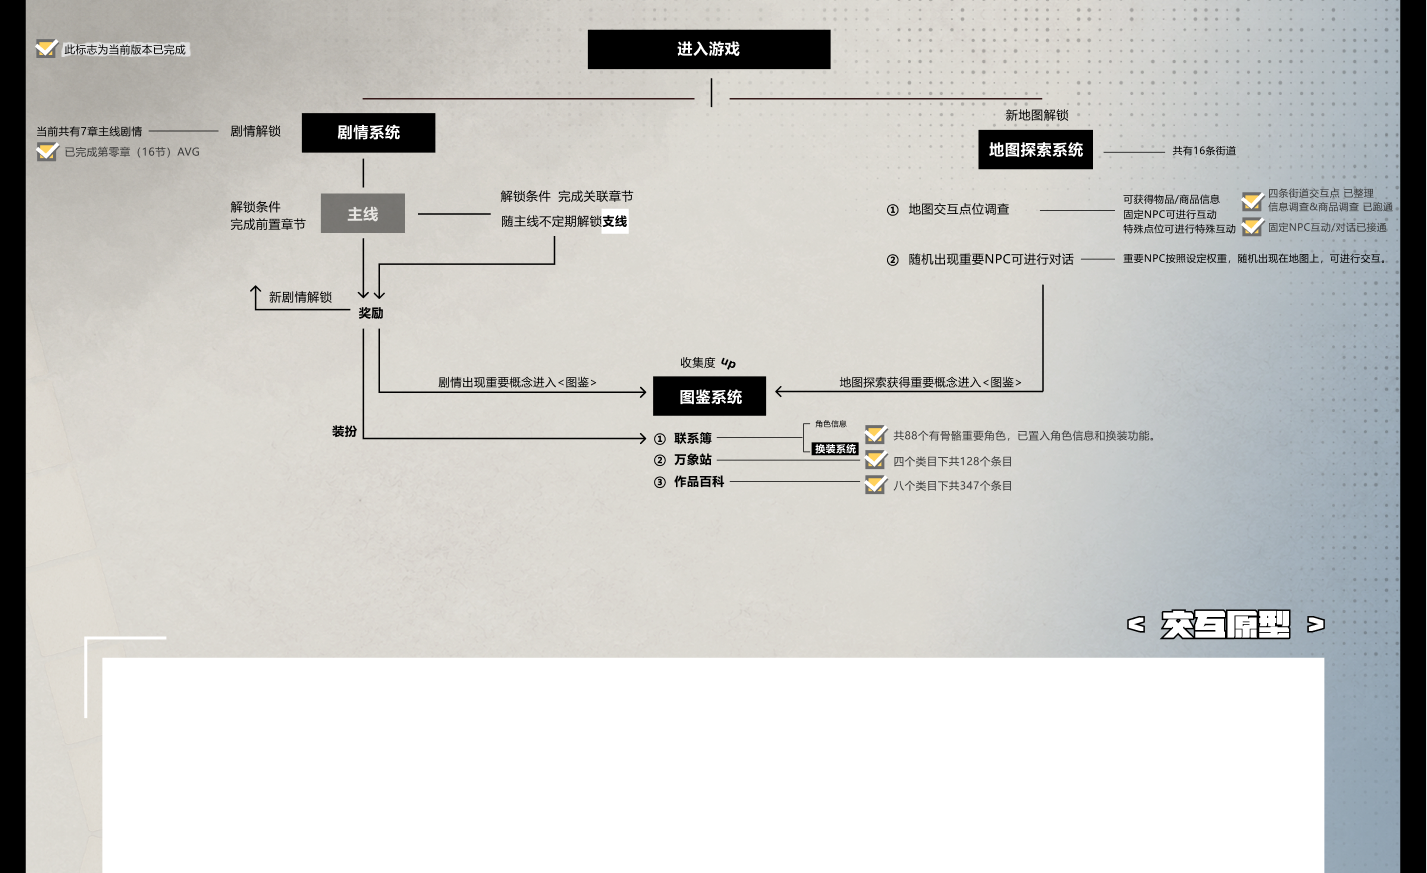 此标志为当前版本已完成
进入游戏
当前共有7章主线剧情
剧情解锁
剧情系统
已完成第零章（16节）AVG
新地图解锁
地图探索系统
共有16条街道
解锁条件
完成前置章节
主线
解锁条件 完成关联章节
随主线不定期解锁支线
① 地图交互点位调查
可获得物品/商品信息
固定NPC可进行互动
特殊点位可进行特殊互动
四条街道交互点 已整理
信息调查&商品调查 已跑通
固定NPC互动/对话已接通
② 随机出现重要NPC可进行对话
重要NPC按照设定权重，随机出现在地图上，可进行交互。
新剧情解锁
奖励
收集度 up
剧情出现重要概念进入<图鉴>
图鉴系统
地图探索获得重要概念进入<图鉴>
装扮
① 联系簿
角色信息
换装系统
共88个有骨骼重要角色，已置入角色信息和换装功能。
② 万象站
四个类目下共128个条目
③ 作品百科
八个类目下共347个条目
< 交互原型 >